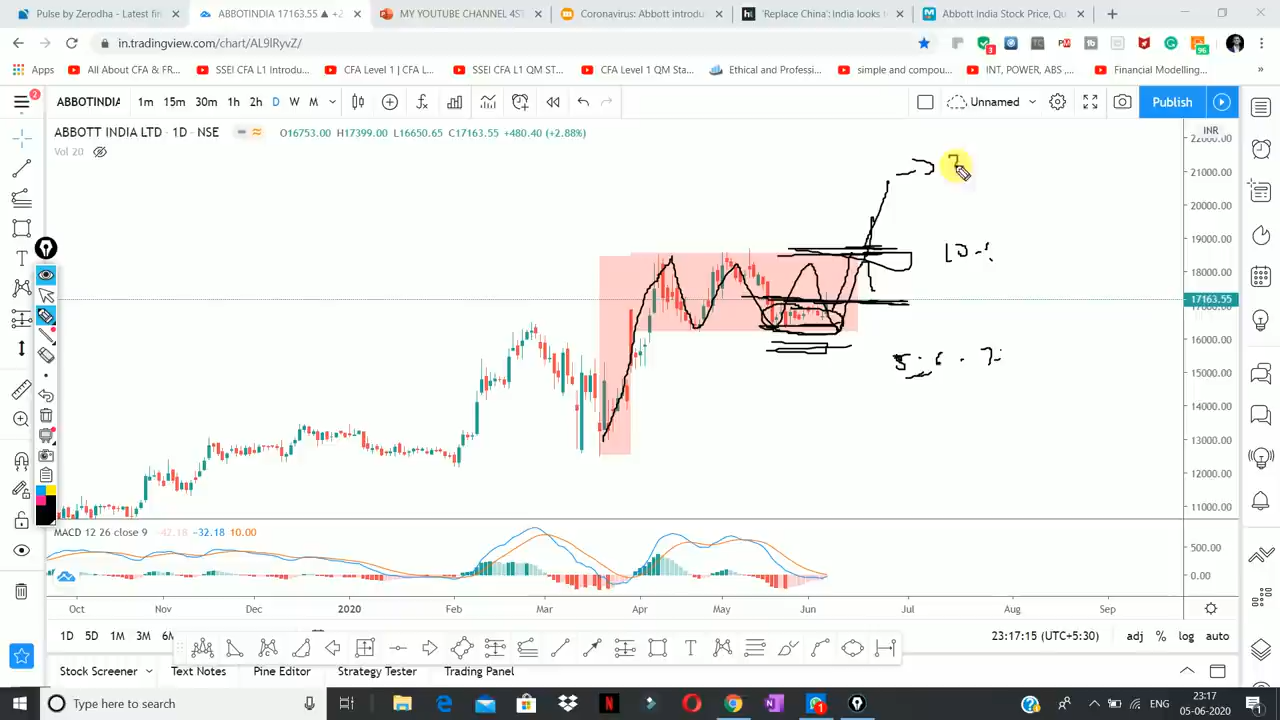 Pulse by Zerodha - Latest fi
ABBOTINDIA 17163.55 ▲ +2
MY YOUTUBE CHANNEL 4ST
Coronavirus: Abbott introdu
'Replace China': India looks
Abbott India Stock Price, Qu
in.tradingview.com/chart/AL9lRyvZ/
Apps
All About CFA & FR...
SSEI CFA L1 Introdu...
CFA Level 1 | CFA L...
SSEI CFA L1 QM ST...
CFA Level 1 QM Sta...
Ethical and Professi...
simple and compou...
INT, POWER, ABS ,...
Financial Modelling...
2
ABBOTINDIA
1m 15m 30m 1h 2h D W M
Unnamed
Publish
ABBOTT INDIA LTD · 1D · NSE
O16753.00 H17399.00 L16650.65 C17163.55 +480.40 (+2.88%)
INR
Vol 20
22000.00
21000.00
20000.00
19000.00
18000.00
17163.55
16000.00
15000.00
14000.00
13000.00
12000.00
11000.00
MACD 12 26 close 9 -42.18 -32.18 10.00
500.00
0.00
Oct Nov Dec 2020 Feb Mar Apr May Jun Jul Aug Sep
1D 5D 1M 3M 6M
23:17:15 (UTC+5:30)
adj % log auto
Stock Screener
Text Notes
Pine Editor
Strategy Tester
Trading Panel
Type here to search
ENG
23:17
05-06-2020